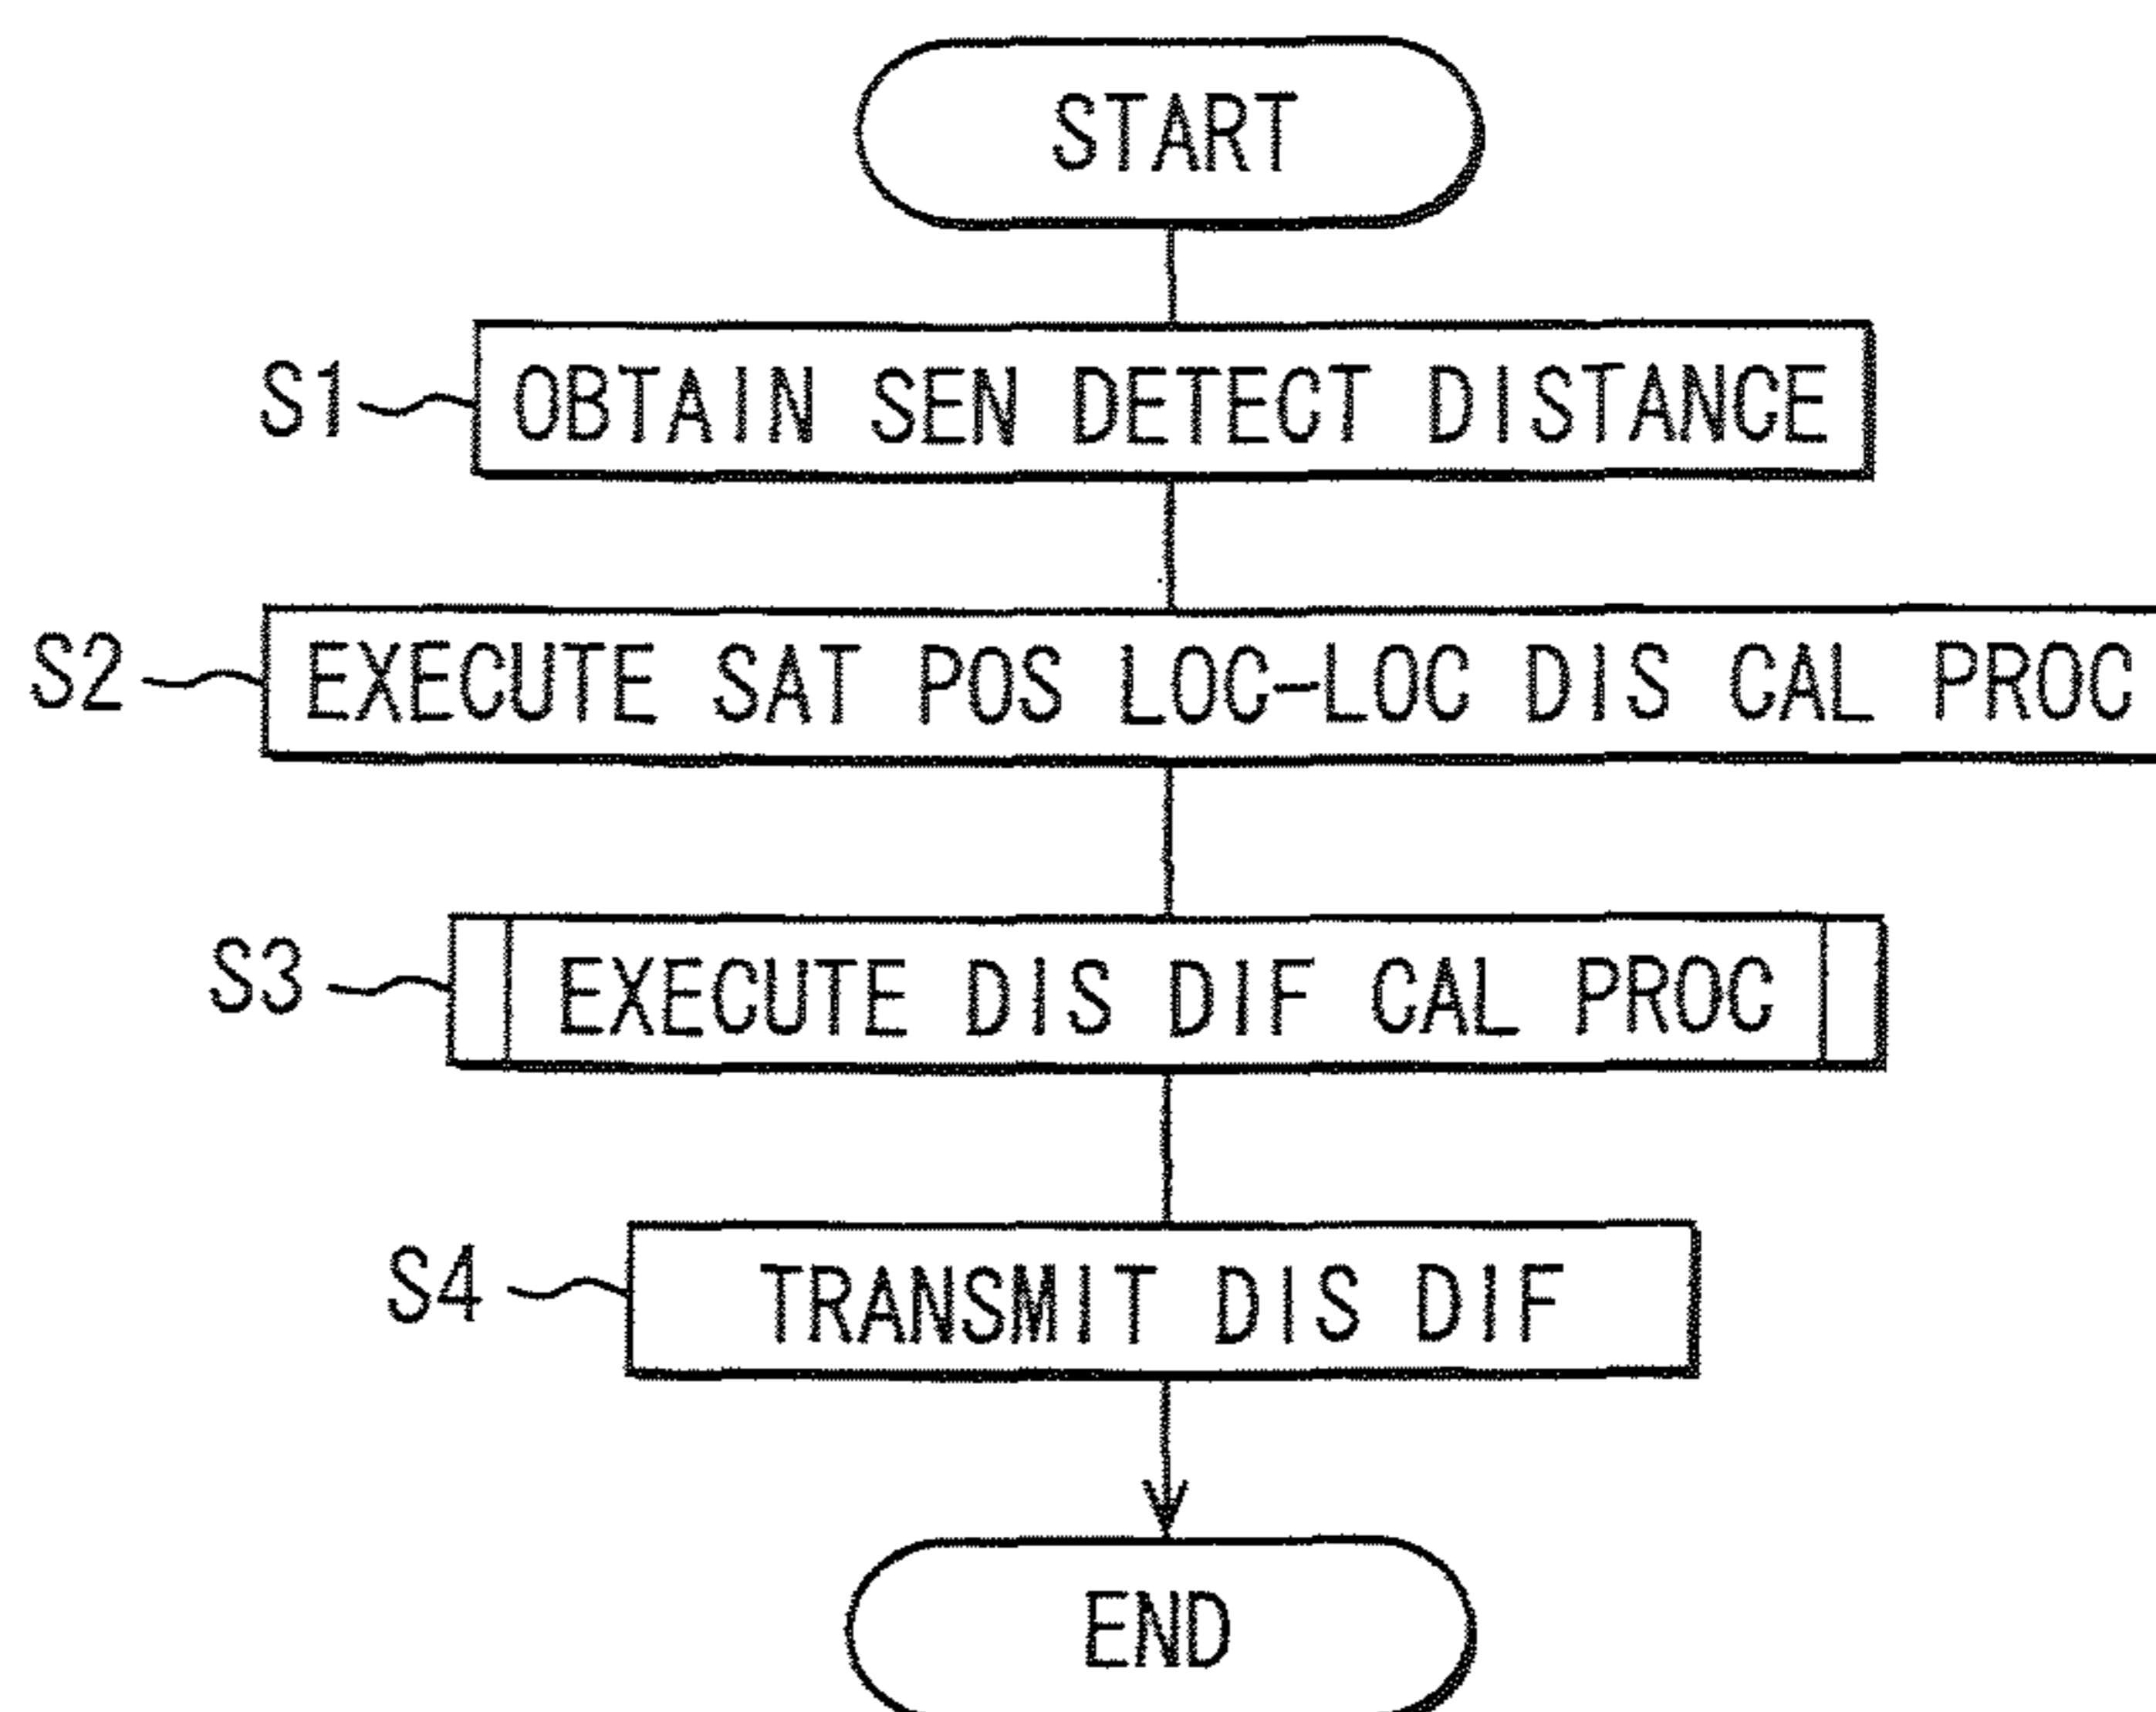 START
S1 OBTAIN SEN DETECT DISTANCE
S2 EXECUTE SAT POS LOC-LOC DIS CAL PROC
S3 EXECUTE DIS DIF CAL PROC
S4 TRANSMIT DIS DIF
END